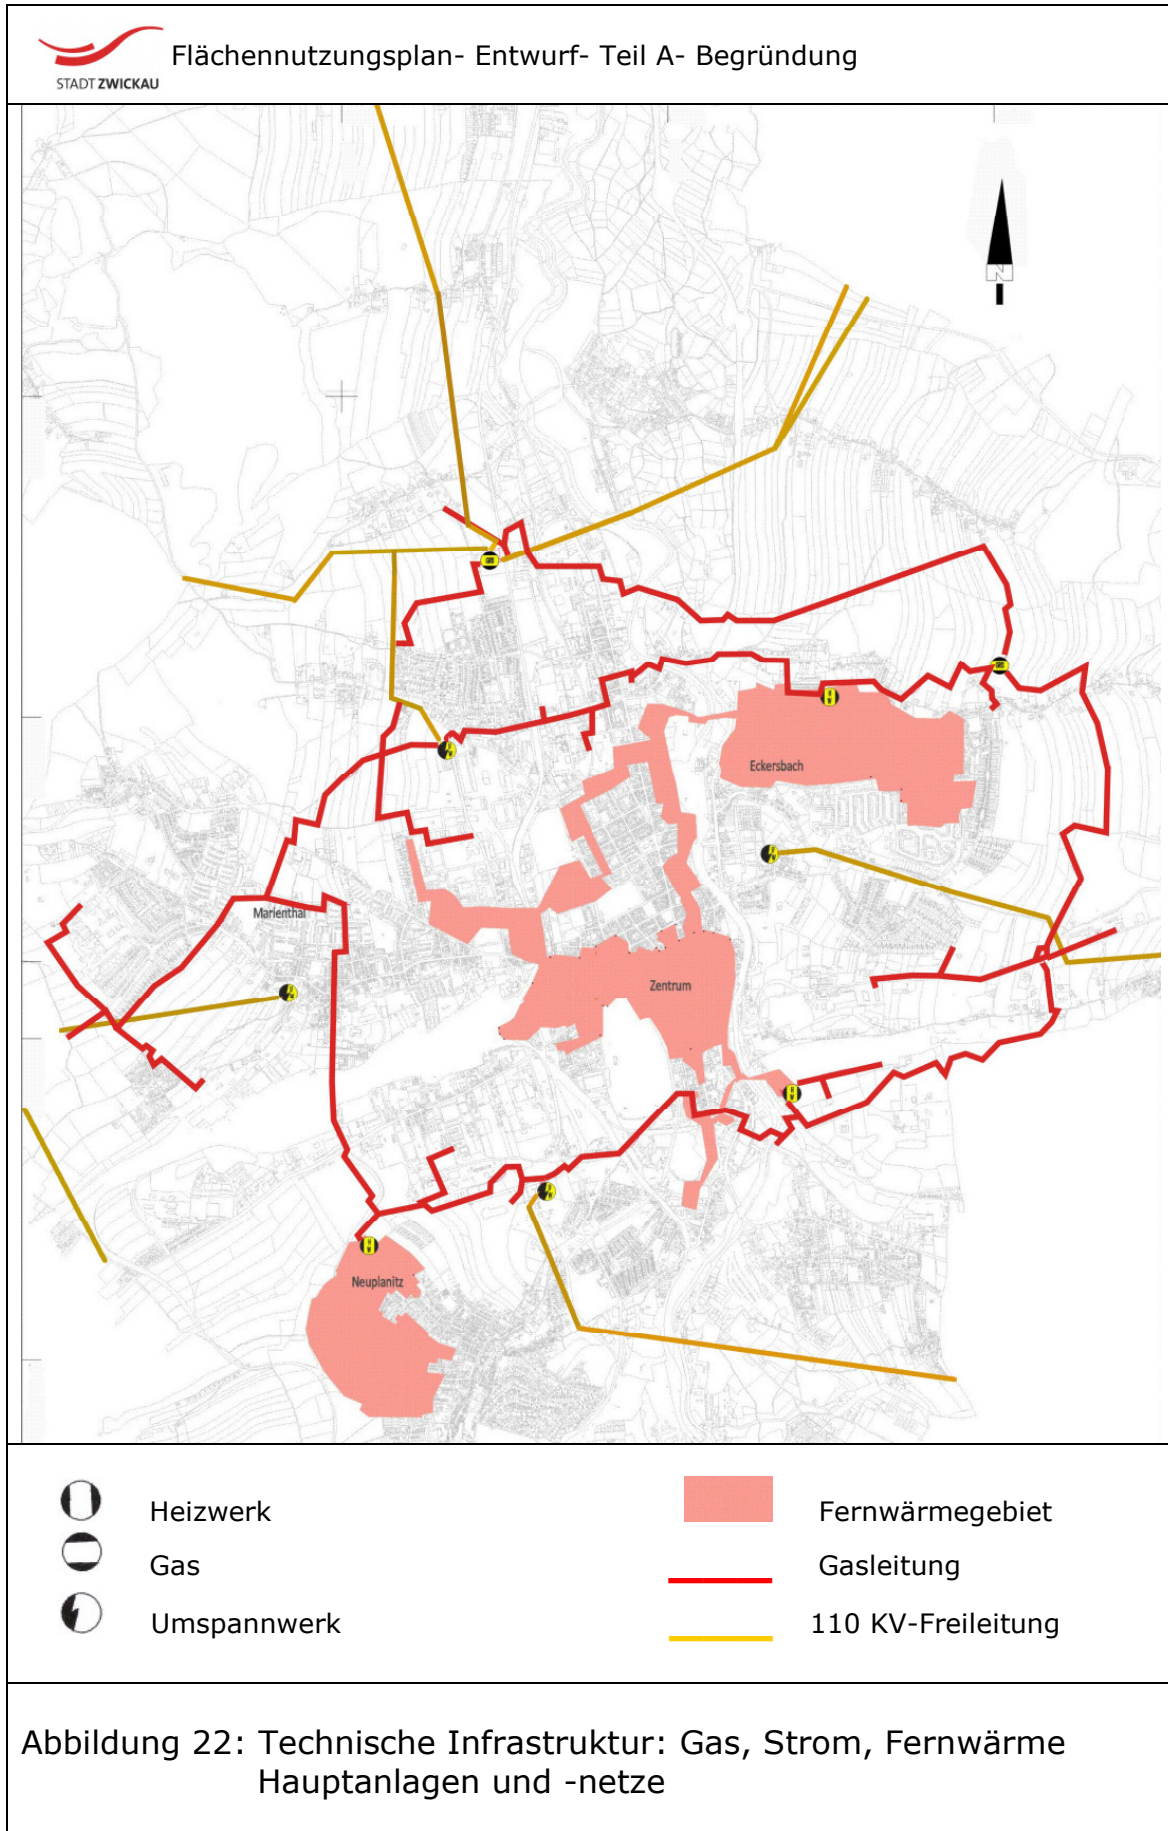 STADT ZWICKAU
Flächennutzungsplan- Entwurf- Teil A- Begründung
N
Eckersbach
Marienthal
Zentrum
Neuplanitz
Heizwerk
Fernwärmegebiet
Gas
Gasleitung
Umspannwerk
110 KV-Freileitung
Abbildung 22: Technische Infrastruktur: Gas, Strom, Fernwärme
Hauptanlagen und -netze